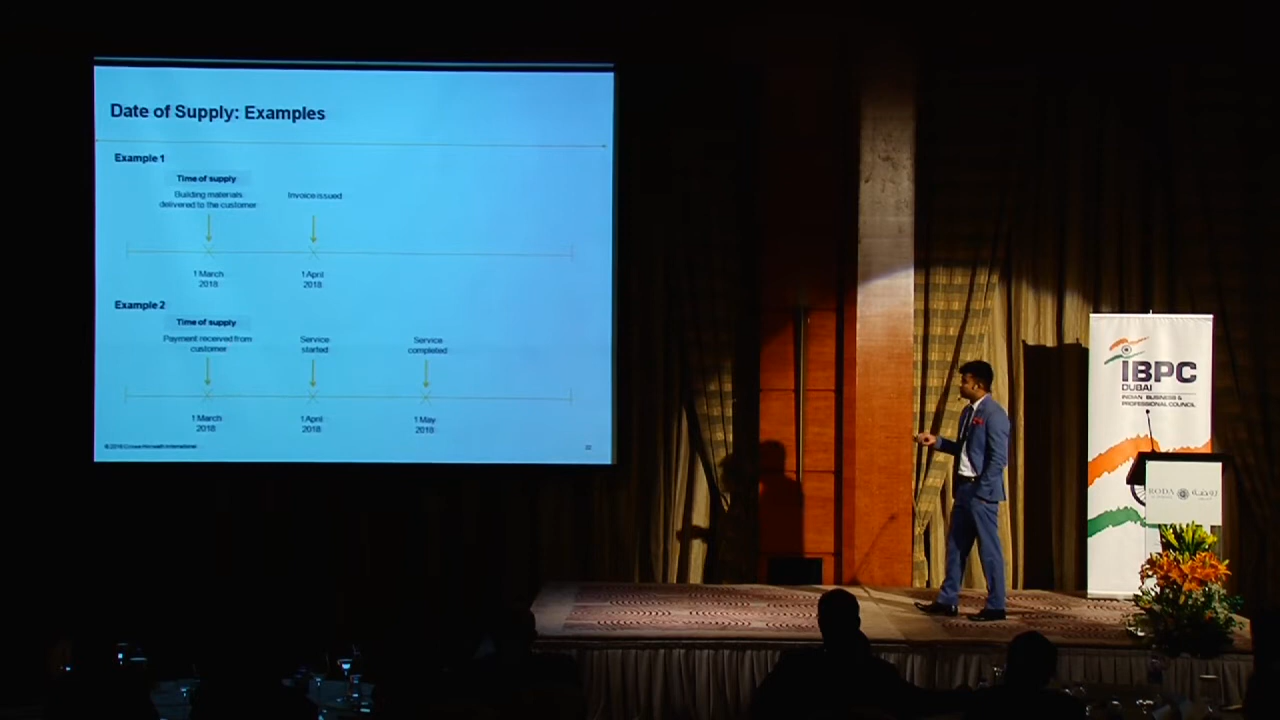 Date of Supply: Examples
Example 1
Time of supply
Building materials
delivered to the customer
Invoice issued
1 March
2018
1 April
2018
Example 2
Time of supply
Payment received from
customer
Service
started
Service
completed
1 March
2018
1 April
2018
1 May
2018
IBPC
DUBAI
INDIAN BUSINESS &
PROFESSIONAL COUNCIL
RODA